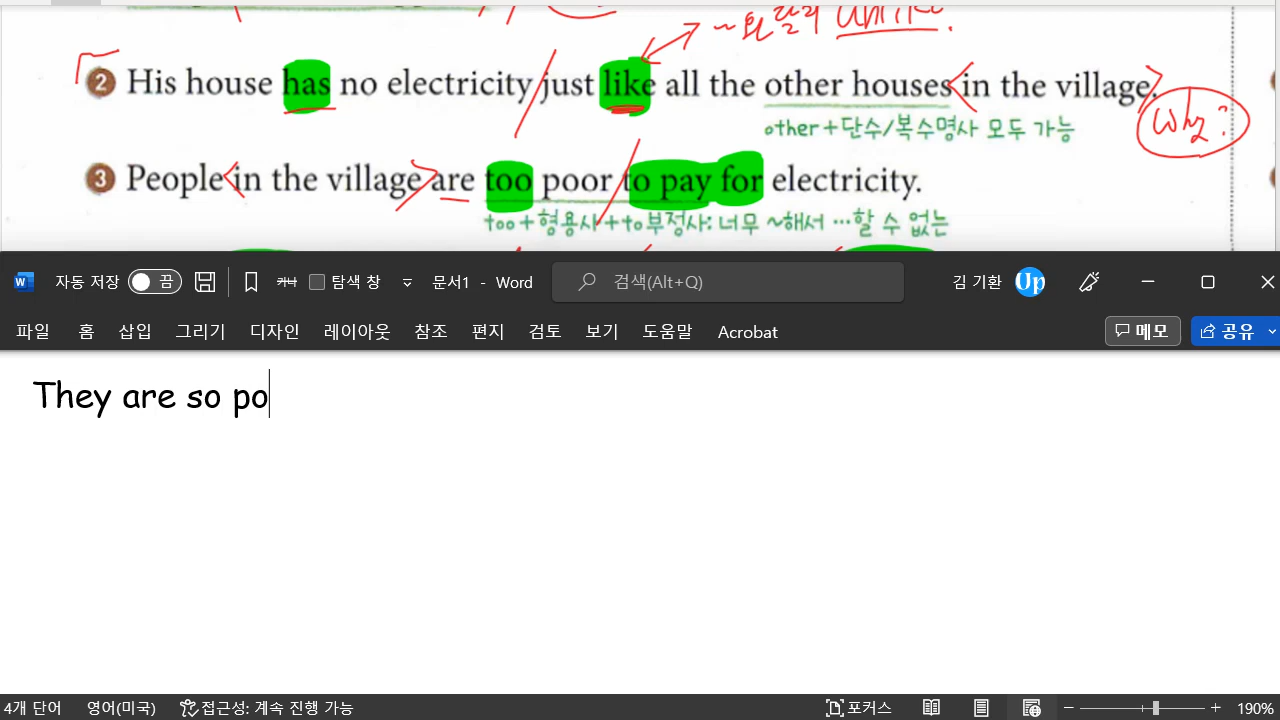 ~와 달리 unlike.
② His house has no electricity just like all the other houses in the village.
other+단수/복수명사 모두 가능
Why?
③ People in the village are too poor to pay for electricity.
too+형용사+to부정사: 너무 ~해서 …할 수 없는
자동 저장 끔 탐색 창 문서1 - Word 검색(Alt+Q) 김 기환 Up
파일 홈 삽입 그리기 디자인 레이아웃 참조 편지 검토 보기 도움말 Acrobat 메모 공유
They are so po
4개 단어 영어(미국) 접근성: 계속 진행 가능 포커스 190%